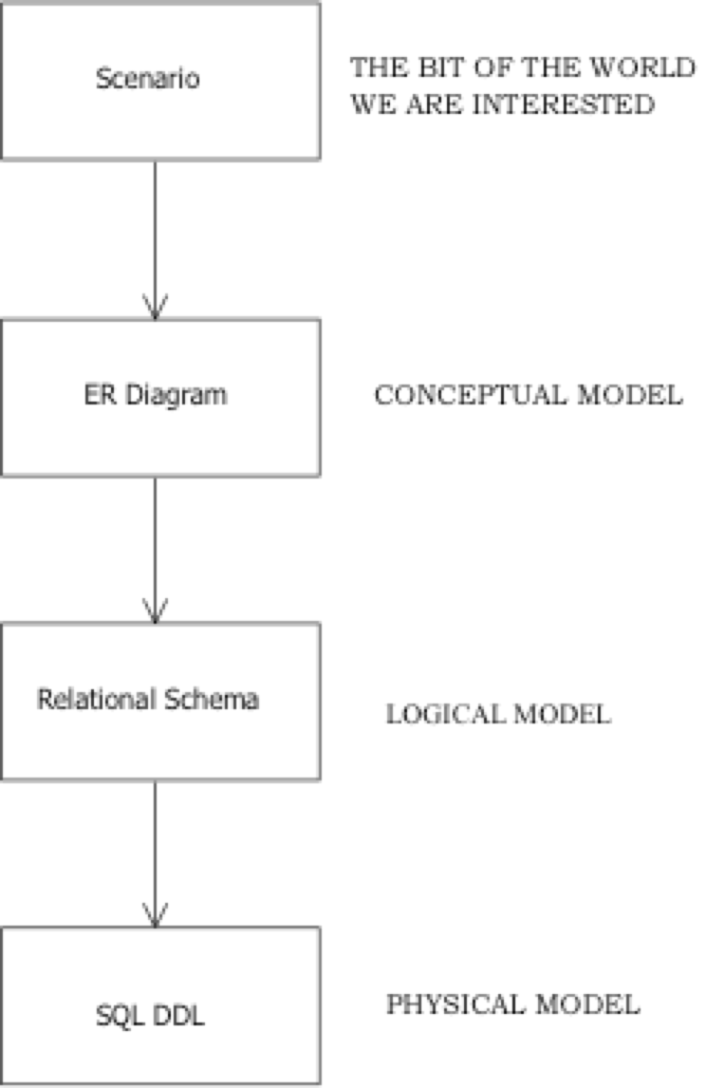 Scenario
THE BIT OF THE WORLD
WE ARE INTERESTED
ER Diagram
CONCEPTUAL MODEL
Relational Schema
LOGICAL MODEL
SQL DDL
PHYSICAL MODEL